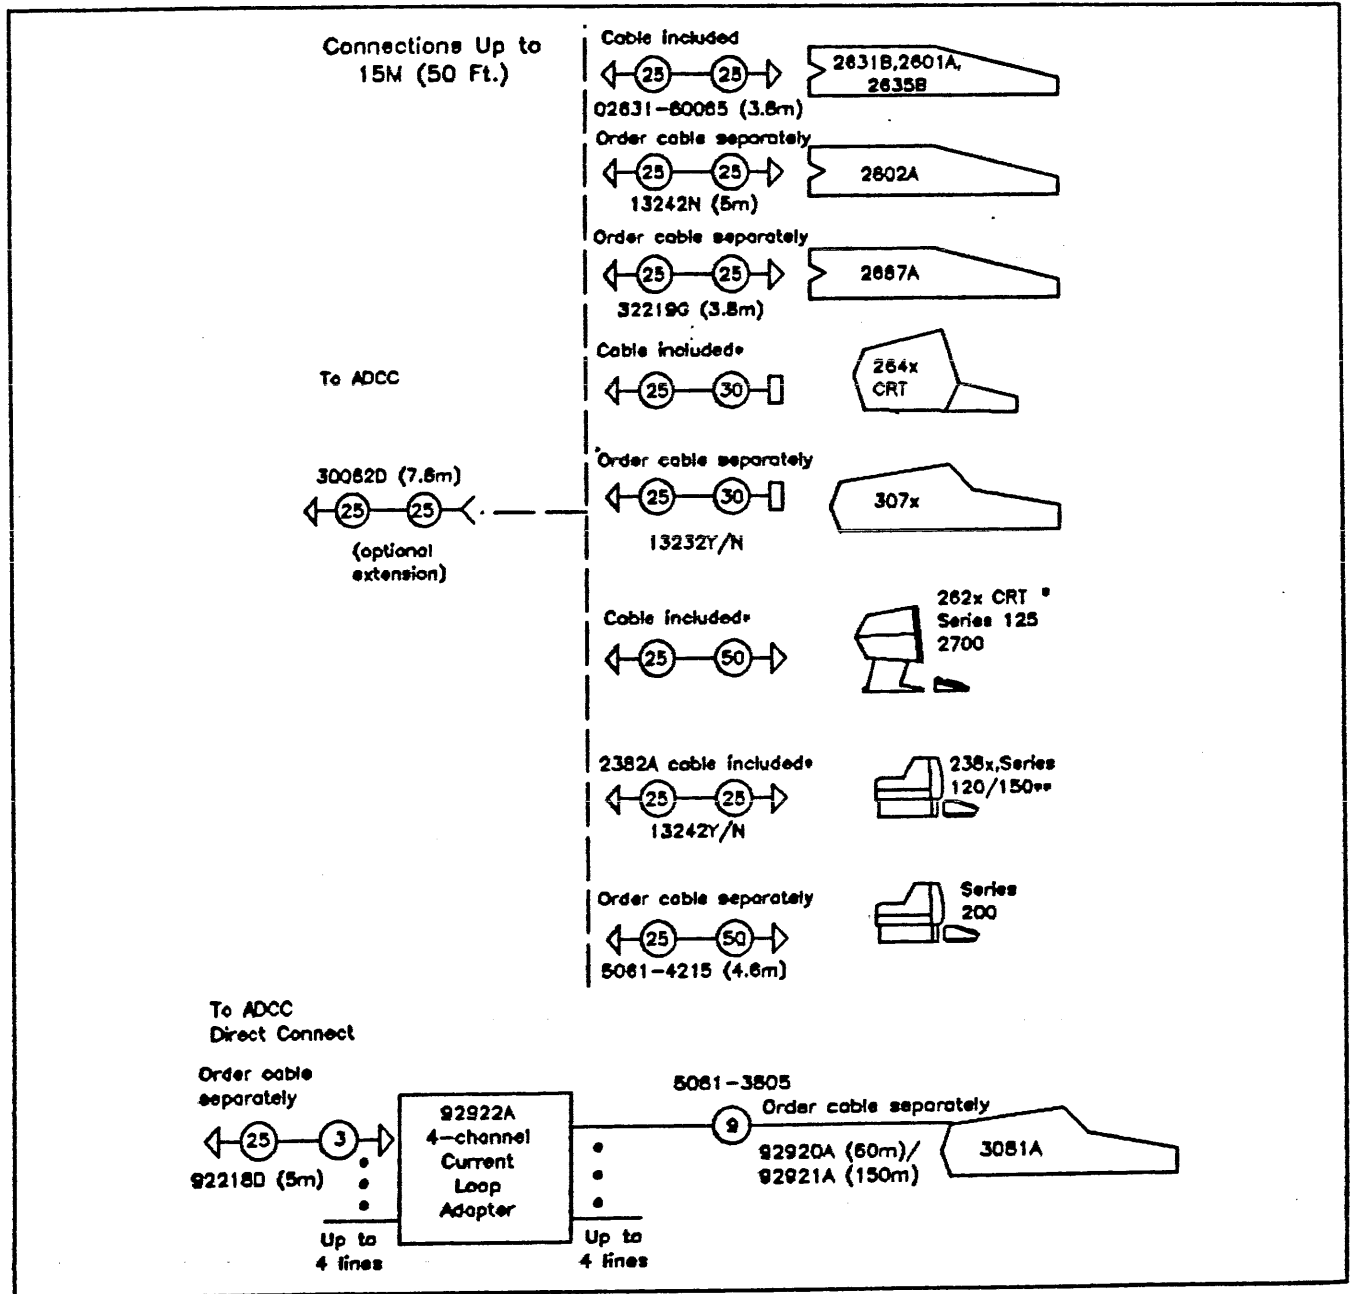 Connections Up to
15M (50 Ft.)
Cable included
25 25
02631-60065 (3.8m)
2631B,2601A,
2635B
Order cable separately
25 25
13242N (5m)
2602A
Order cable separately
25 25
32219G (3.8m)
2687A
Cable included*
25 30
264x
CRT
To ADCC
Order cable separately
25 30
13232Y/N
307x
30062D (7.6m)
25 25
(optional
extension)
Cable included*
25 50
262x CRT *
Series 125
2700
2382A cable included*
25 25
13242Y/N
238x,Series
120/150**
Order cable separately
25 50
5061-4215 (4.6m)
Series
200
To ADCC
Direct Connect
Order cable
separately
25 3
92218D (5m)
Up to
4 lines
92922A
4-channel
Current
Loop
Adapter
Up to
4 lines
5061-3505
9
Order cable separately
92920A (60m)/
92921A (150m)
3081A